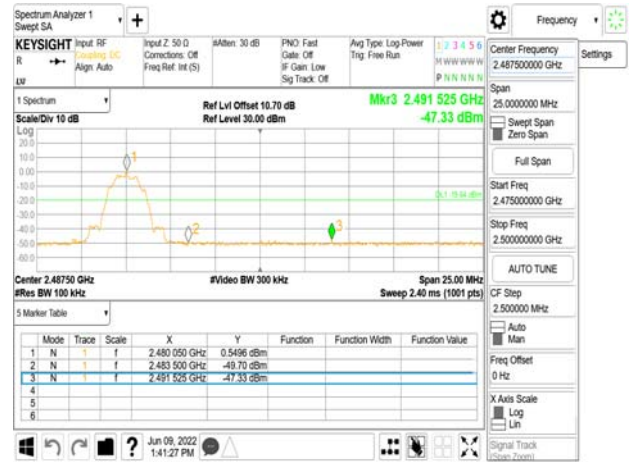 Spectrum Analyzer 1
Swept SA
Frequency
KEYSIGHT
R
Input: RF
Coupling: DC
Align: Auto
Input Z: 50 Ω
Corrections: Off
Freq Ref: Int (S)
#Atten: 30 dB
PNO: Fast
Gate: Off
IF Gain: Low
Sig Track: Off
Avg Type: Log-Power
Trig: Free Run
1 2 3 4 5 6
M W W W W W
P N N N N N
Center Frequency
2.487500000 GHz
Settings
Span
25.0000000 MHz
Swept Span
Zero Span
Full Span
Start Freq
2.475000000 GHz
Stop Freq
2.500000000 GHz
AUTO TUNE
CF Step
2.500000 MHz
Auto
Man
Freq Offset
0 Hz
X Axis Scale
Log
Lin
Signal Track
(Span Zoom)
1 Spectrum
Scale/Div 10 dB
Ref Lvl Offset 10.70 dB
Ref Level 30.00 dBm
Mkr3 2.491 525 GHz
-47.33 dBm
Log
20.0
10.0
0.00
-10.0
-20.0
-30.0
-40.0
-50.0
-60.0
1
2
3
Center 2.48750 GHz
#Res BW 100 kHz
#Video BW 300 kHz
Span 25.00 MHz
Sweep 2.40 ms (1001 pts)
5 Marker Table
Mode Trace Scale X Y Function Function Width Function Value
1 N 1 f 2.480 050 GHz 0.5496 dBm
2 N 1 f 2.483 500 GHz -49.70 dBm
3 N 1 f 2.491 525 GHz -47.33 dBm
4
5
6
?
Jun 09, 2022
1:41:27 PM